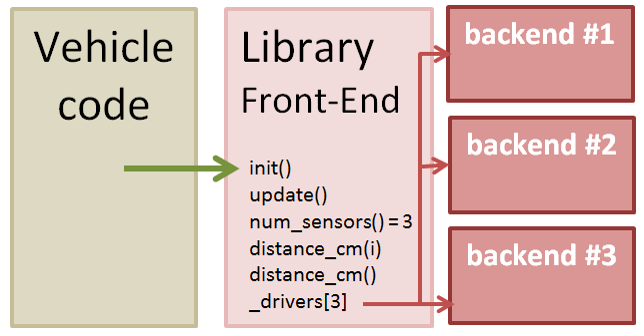 Vehicle
code
Library
Front-End
init()
update()
num_sensors() = 3
distance_cm(i)
distance_cm()
_drivers[3]
backend #1
backend #2
backend #3